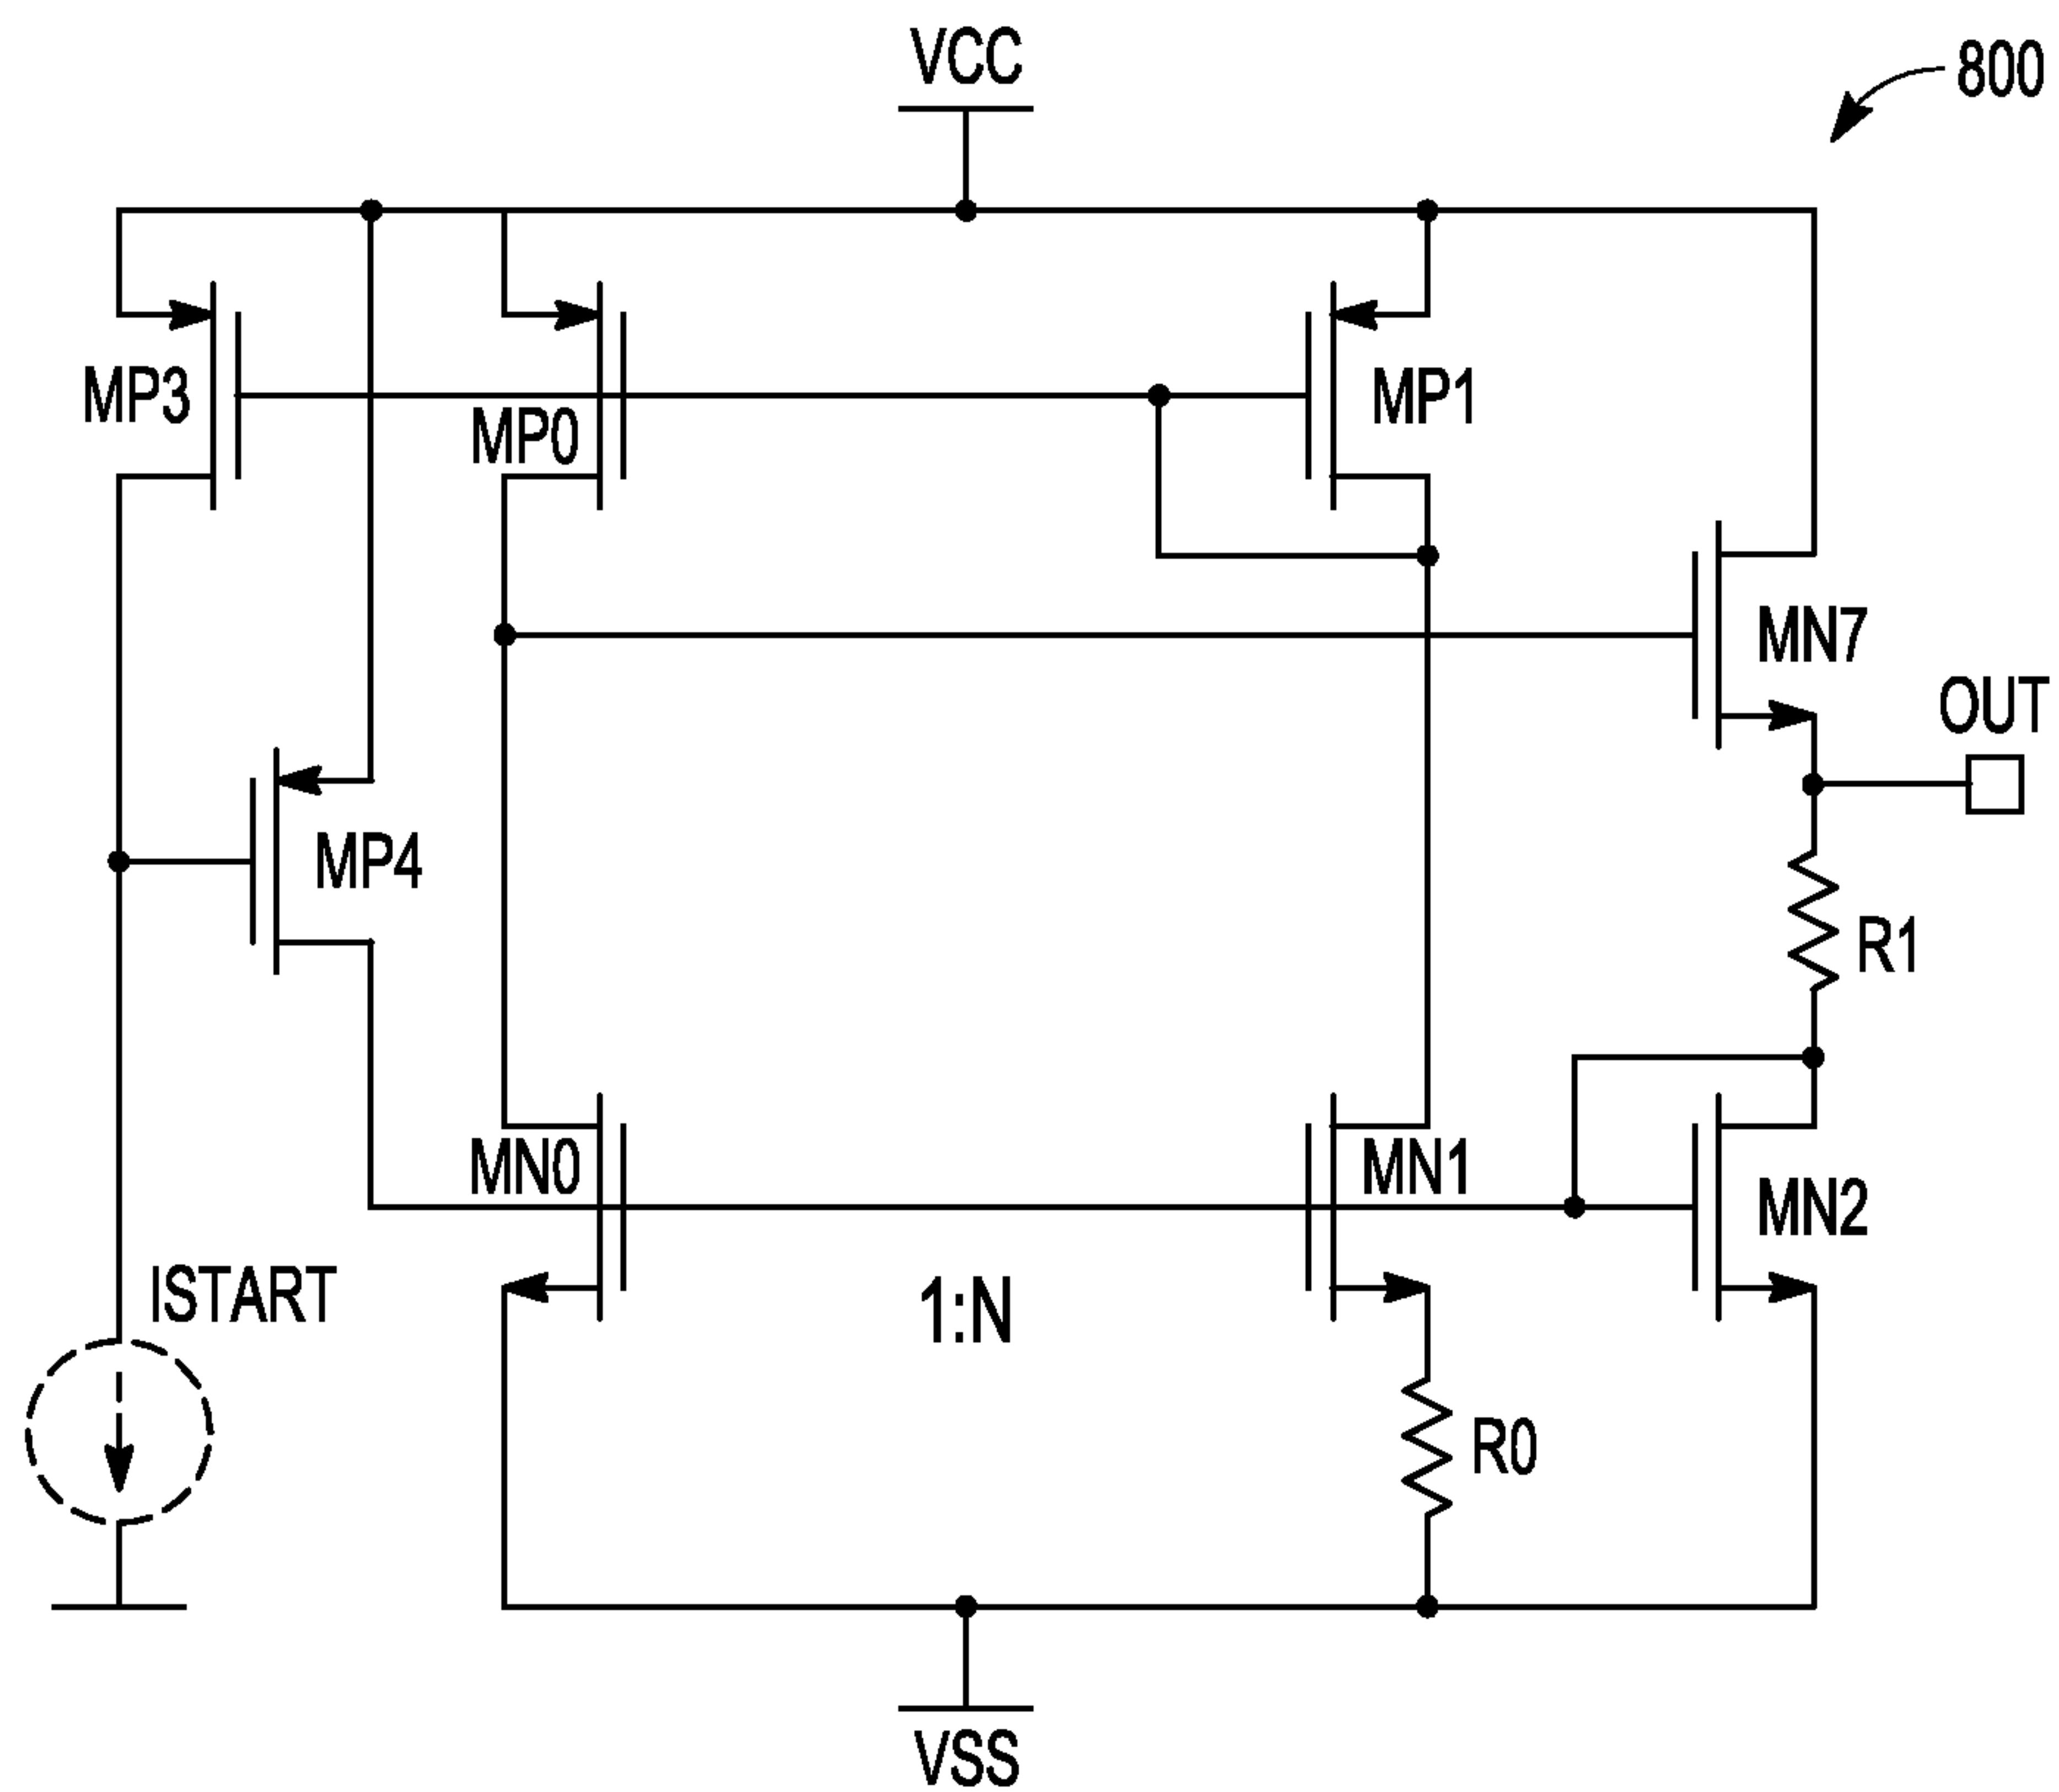 VCC
800
MP3
MP0
MP1
MN7
OUT
MP4
R1
MN0
MN1
MN2
ISTART
1:N
R0
VSS